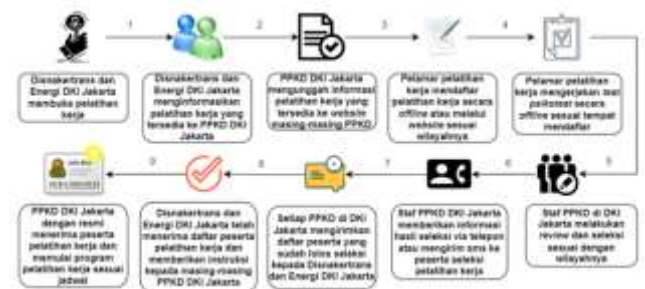 1
2
3
4
Disnakertrans dan
Energi DKI Jakarta
membuka pelatihan
kerja
Disnakertrans dan
Energi DKI Jakarta
menginformasikan
pelatihan kerja yang
tersedia ke PPKD DKI
Jakarta
PPKD DKI Jakarta
mengunggah informasi
pelatihan kerja yang
tersedia ke website
masing-masing PPKD
Pelamar pelatihan
kerja mendaftar
pelatihan kerja secara
offline atau melalui
website sesuai
wilayahnya
Pelamar pelatihan
kerja mengerjakan test
psikotest secara
offline sesuai tempat
mendaftar
9
8
7
6
5
PPKD DKI Jakarta
dengan resmi
menerima peserta
pelatihan kerja dan
memulai program
pelatihan kerja sesuai
jadwal
Disnakertrans dan
Energi DKI Jakarta telah
menerima daftar peserta
pelatihan kerja dan
memberikan instruksi
kepada masing-masing
PPKD DKI Jakarta
Setiap PPKD di DKI
Jakarta mengirimkan
daftar peserta yang
sudah lolos seleksi
kepada Disnakertrans
dan Energi DKI Jakarta
Staf PPKD DKI Jakarta
memberikan informasi
hasil seleksi via telepon
atau mengirim sms ke
peserta seleksi
pelatihan kerja
Staf PPKD di DKI
Jakarta melakukan
review dan seleksi
sesuai dengan
wilayahnya